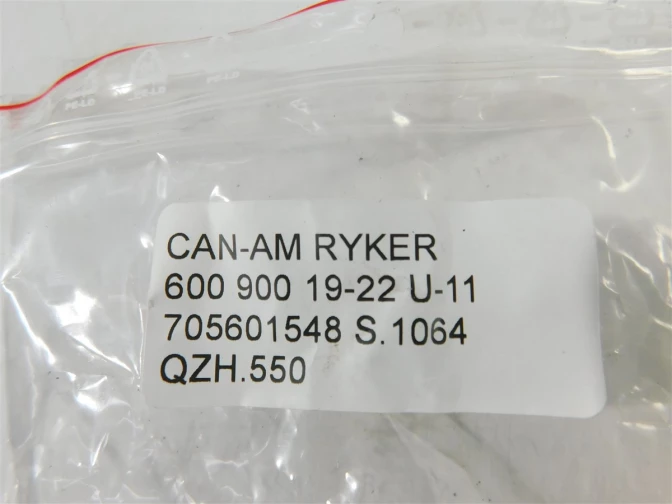 CAN-AM RYKER
600 900 19-22 U-11
705601548 S.1064
QZH.550